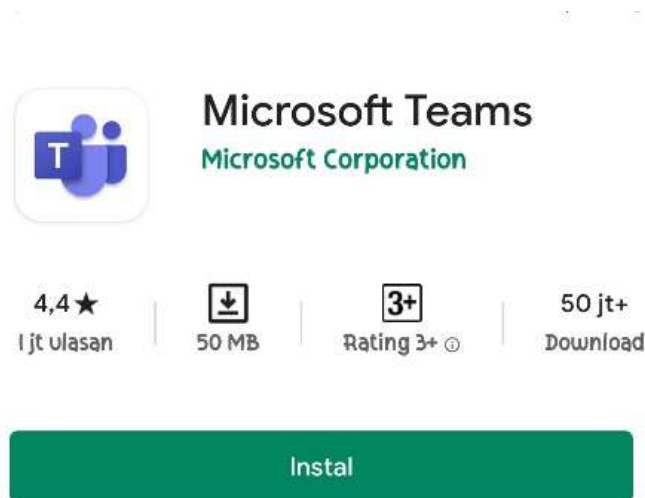 Microsoft Teams
Microsoft Corporation
T
4,4★
1 jt ulasan
50 MB
3+
Rating 3+
50 jt+
Download
Instal